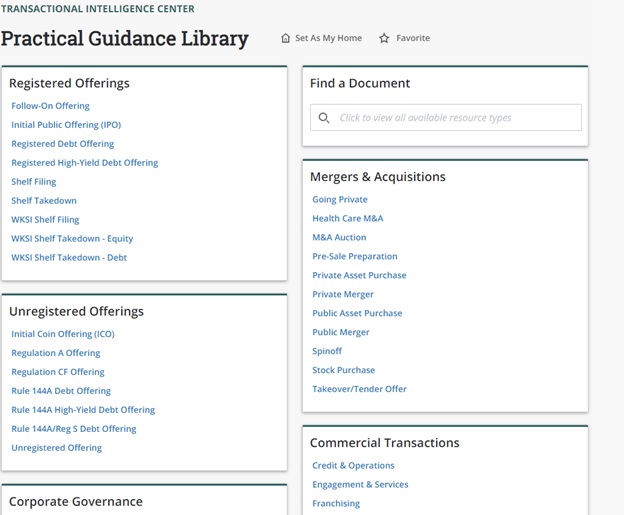 TRANSACTIONAL INTELLIGENCE CENTER
Practical Guidance Library
Set As My Home
Favorite
Registered Offerings
Follow-On Offering
Initial Public Offering (IPO)
Registered Debt Offering
Registered High-Yield Debt Offering
Shelf Filing
Shelf Takedown
WKSI Shelf Filing
WKSI Shelf Takedown - Equity
WKSI Shelf Takedown - Debt
Unregistered Offerings
Initial Coin Offering (ICO)
Regulation A Offering
Regulation CF Offering
Rule 144A Debt Offering
Rule 144A High-Yield Debt Offering
Rule 144A/Reg S Debt Offering
Unregistered Offering
Corporate Governance
Find a Document
Click to view all available resource types
Mergers & Acquisitions
Going Private
Health Care M&A
M&A Auction
Pre-Sale Preparation
Private Asset Purchase
Private Merger
Public Asset Purchase
Public Merger
Spinoff
Stock Purchase
Takeover/Tender Offer
Commercial Transactions
Credit & Operations
Engagement & Services
Franchising